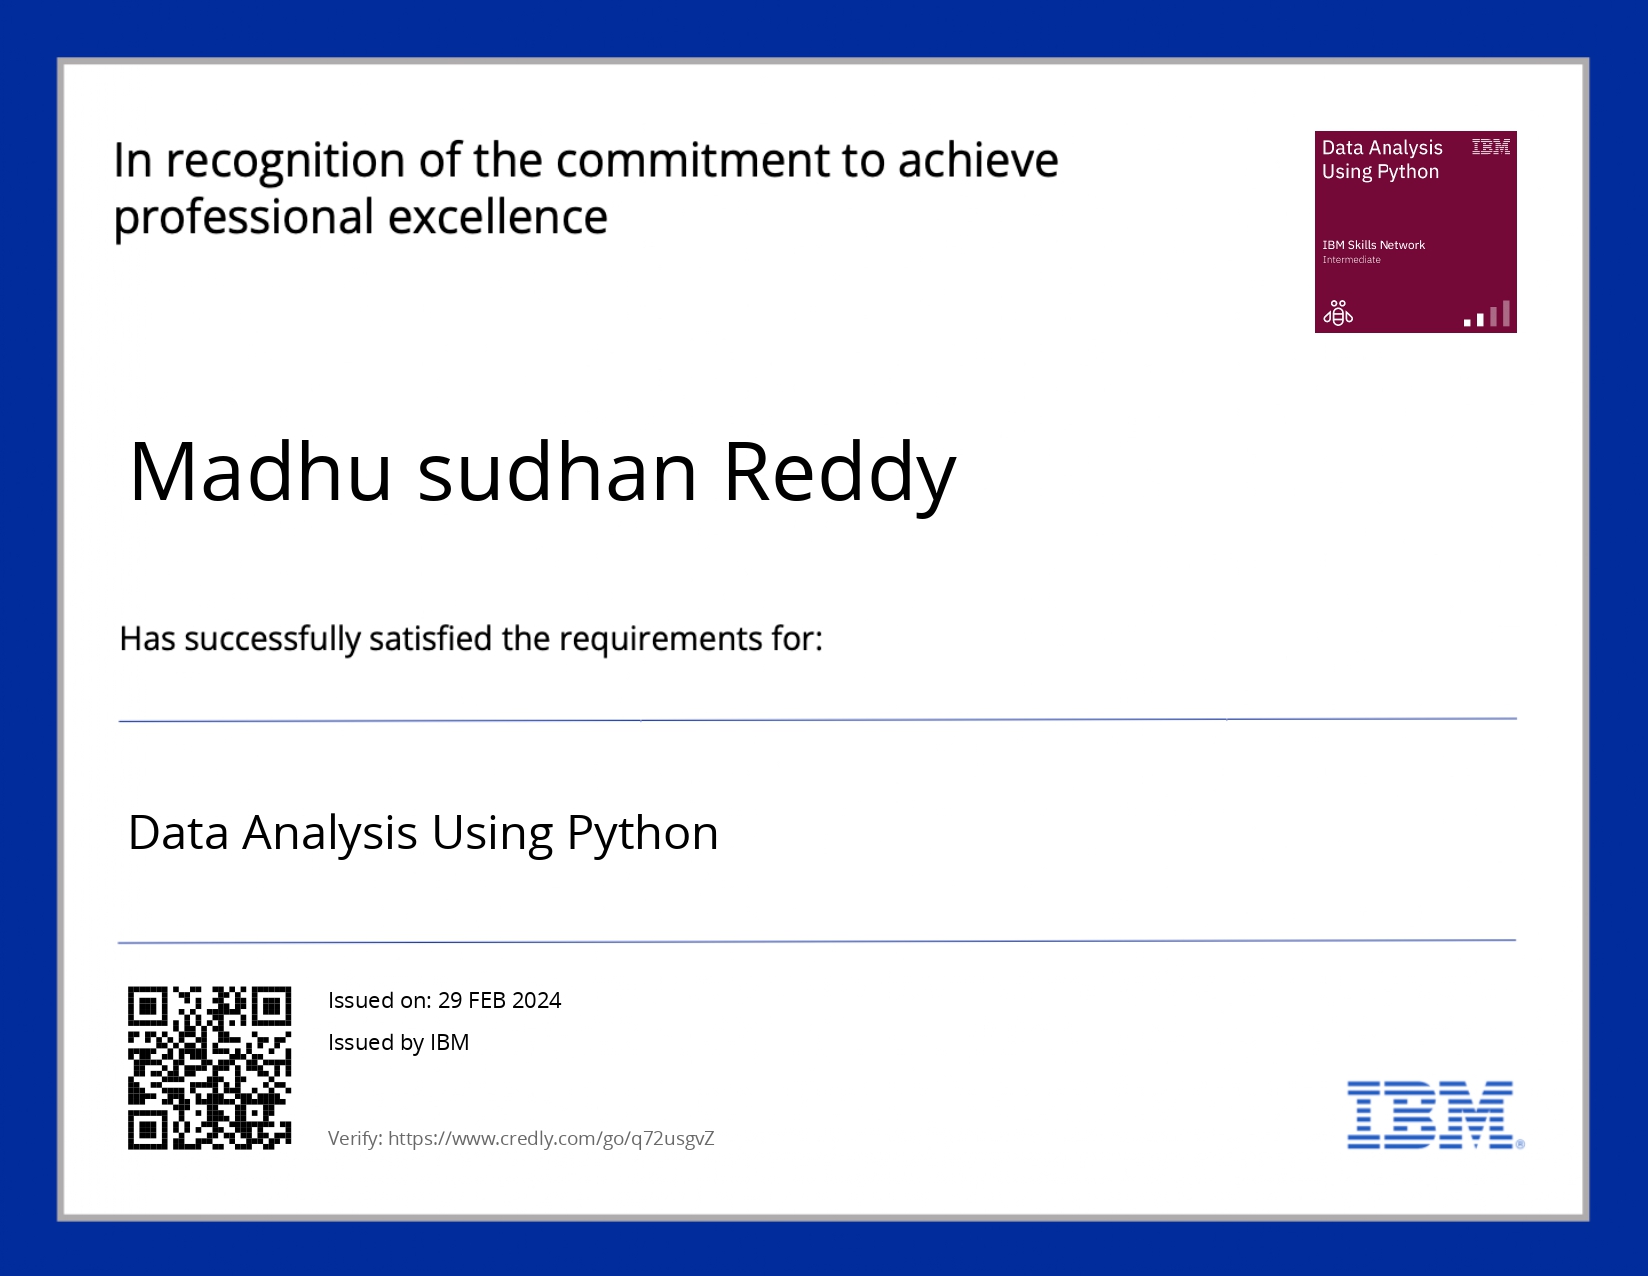 In recognition of the commitment to achieve
professional excellence
Data Analysis
Using Python
IBM
IBM Skills Network
Intermediate
Madhu sudhan Reddy
Has successfully satisfied the requirements for:
Data Analysis Using Python
Issued on: 29 FEB 2024
Issued by IBM
Verify: https://www.credly.com/go/q72usgvZ
IBM®